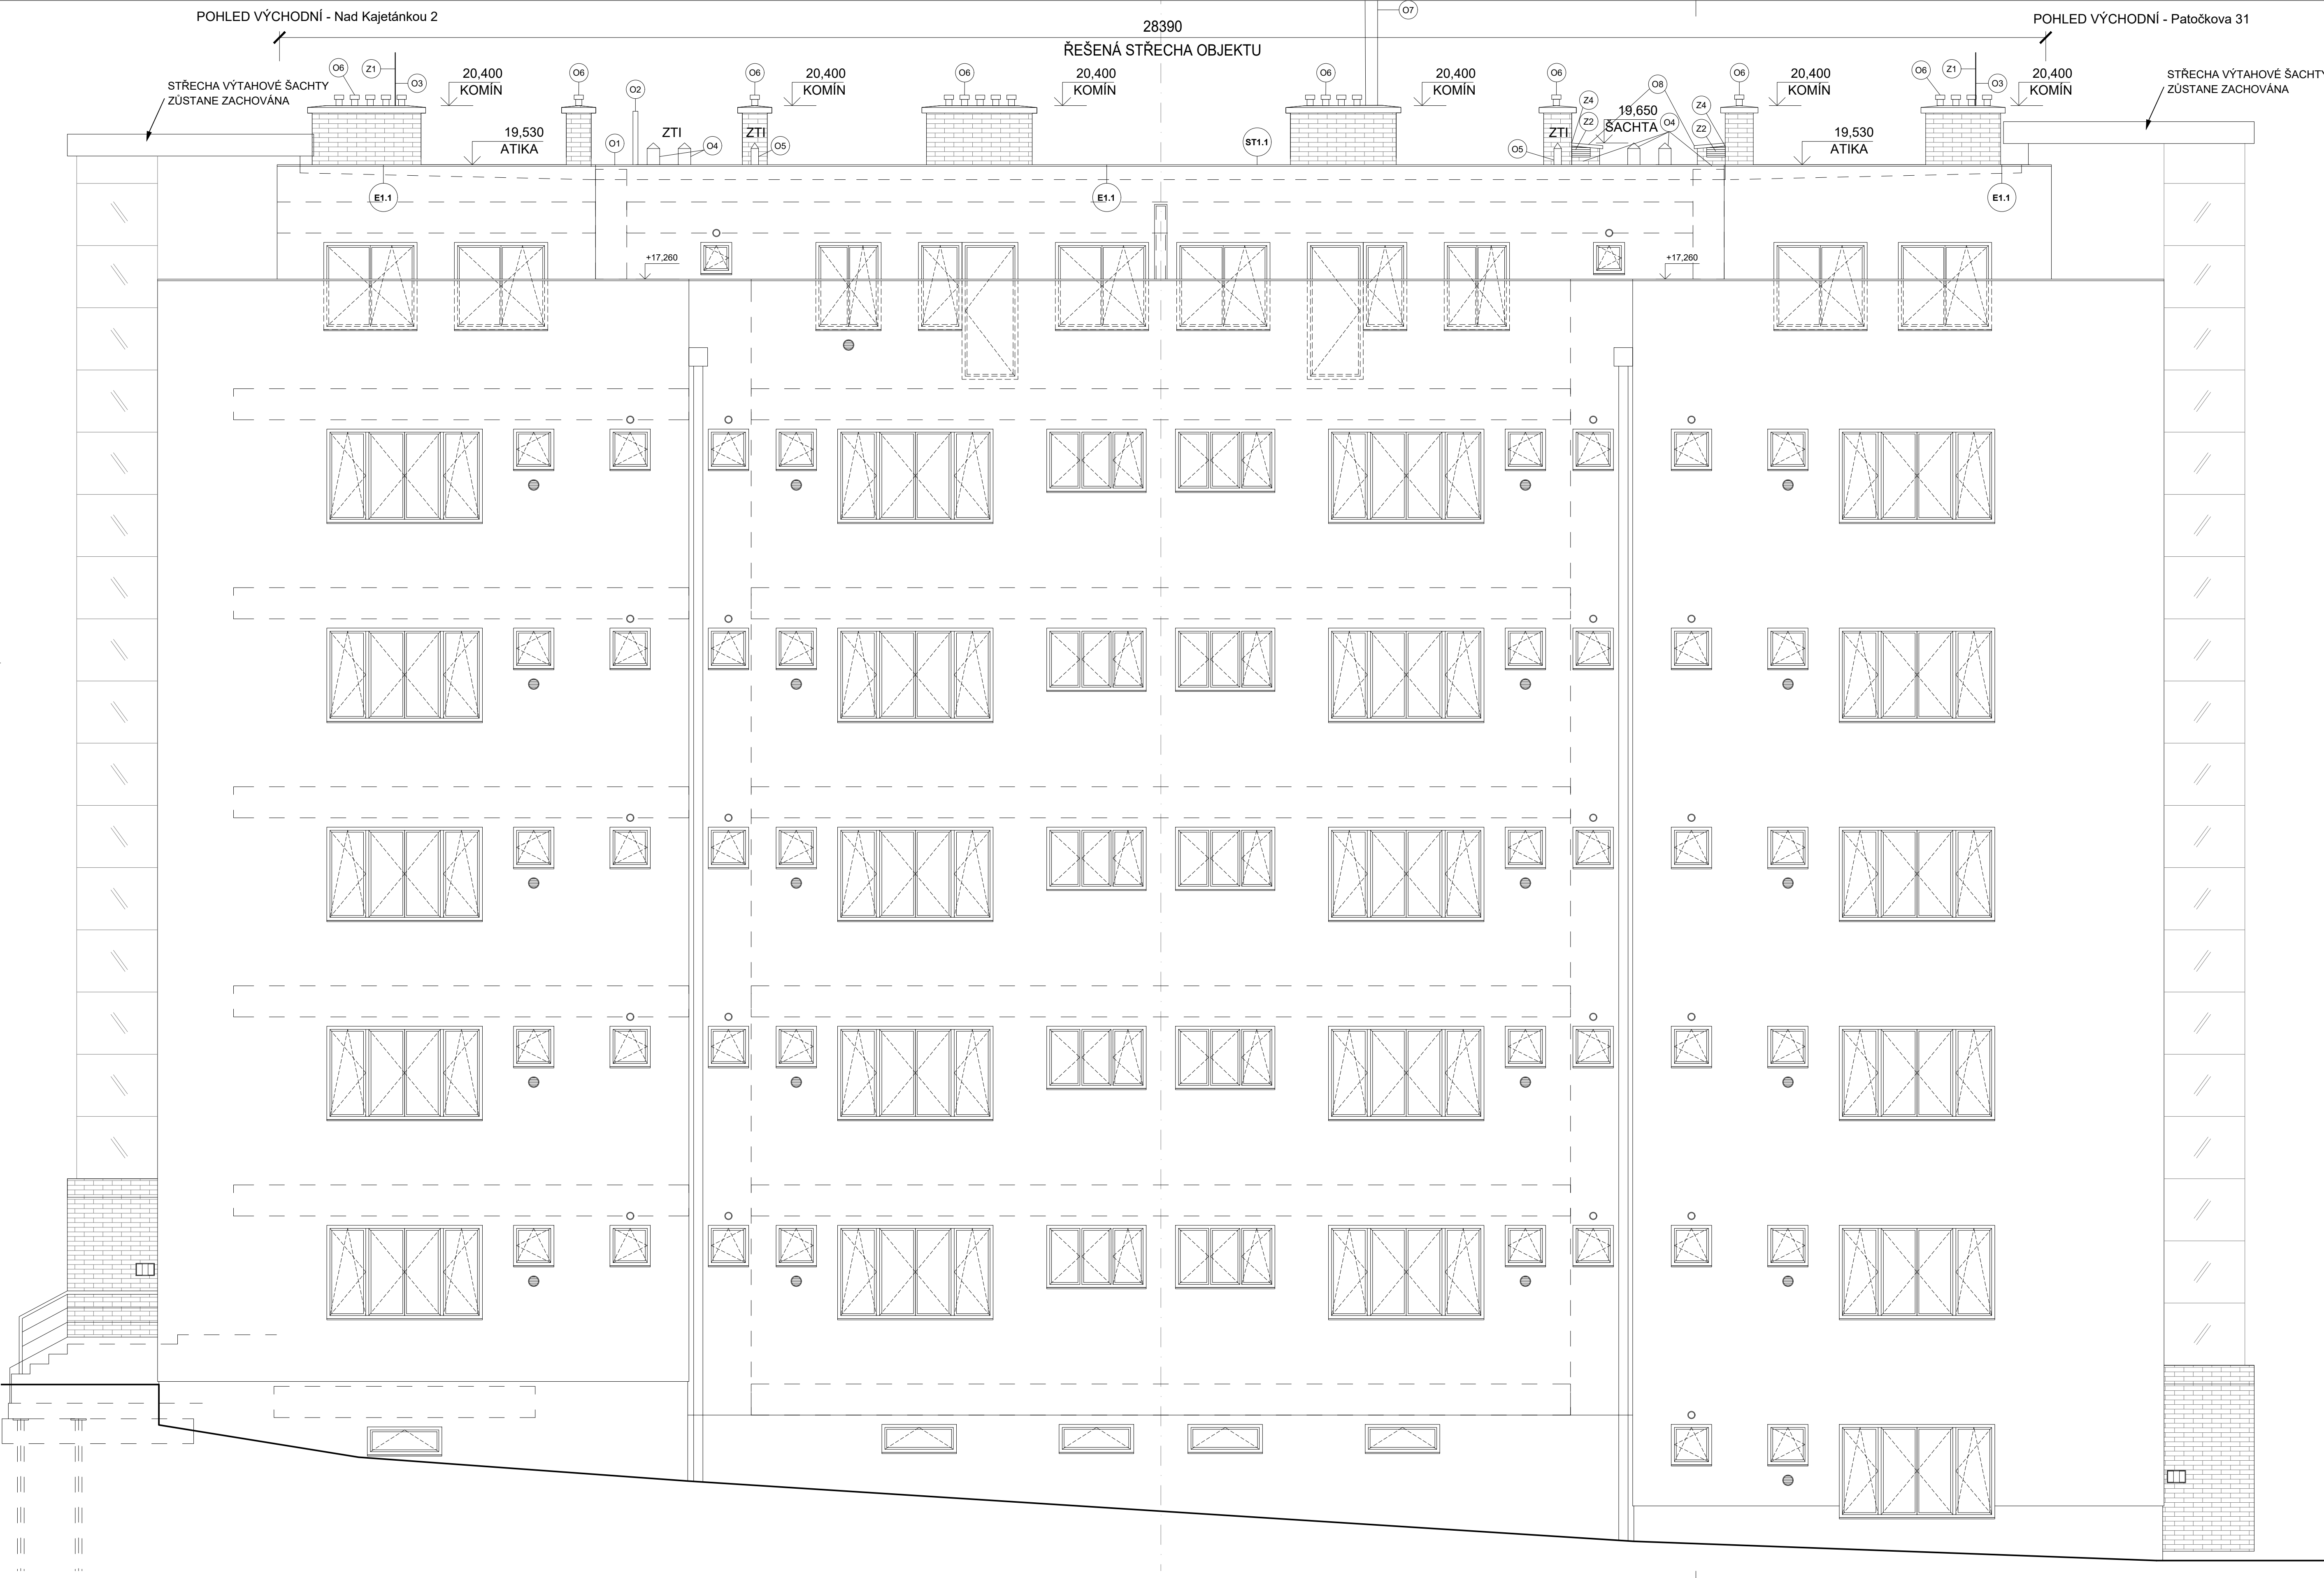 POHLED VÝCHODNÍ - Nad Kajetánkou 2
28390
ŘEŠENÁ STŘECHA OBJEKTU
O7
POHLED VÝCHODNÍ - Patočkova 31
STŘECHA VÝTAHOVÉ ŠACHTY
ZŮSTANE ZACHOVÁNA
O6
Z1
O3
20,400
KOMÍN
19,530
ATIKA
O6
O1
O2
ZTI
O4
O6
ZTI
O5
20,400
KOMÍN
O6
20,400
KOMÍN
ST1.1
O6
20,400
KOMÍN
O6
ZTI
O5
Z4
Z2
O8
19,650
ŠACHTA
O4
Z4
Z2
O6
20,400
KOMÍN
19,530
ATIKA
O6
Z1
O3
20,400
KOMÍN
STŘECHA VÝTAHOVÉ ŠACHTY
ZŮSTANE ZACHOVÁNA
E1.1
E1.1
E1.1
+17,260
+17,260